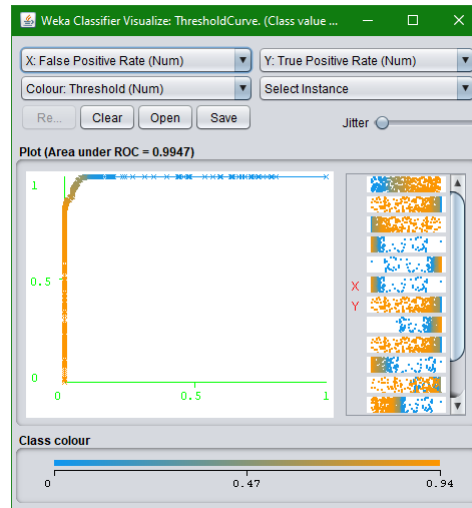 Weka Classifier Visualize: ThresholdCurve. (Class value ...
X: False Positive Rate (Num)
Y: True Positive Rate (Num)
Colour: Threshold (Num)
Select Instance
Re...
Clear
Open
Save
Jitter
Plot (Area under ROC = 0.9947)
1
0.5
0
0
0.5
1
X
Y
Class colour
0
0.47
0.94